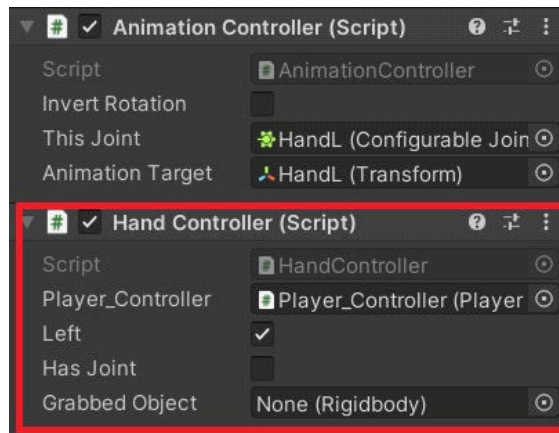 Animation Controller (Script)
Script AnimationController
Invert Rotation
This Joint HandL (Configurable Join
Animation Target HandL (Transform)
Hand Controller (Script)
Script HandController
Player_Controller Player_Controller (Player
Left
Has Joint
Grabbed Object None (Rigidbody)